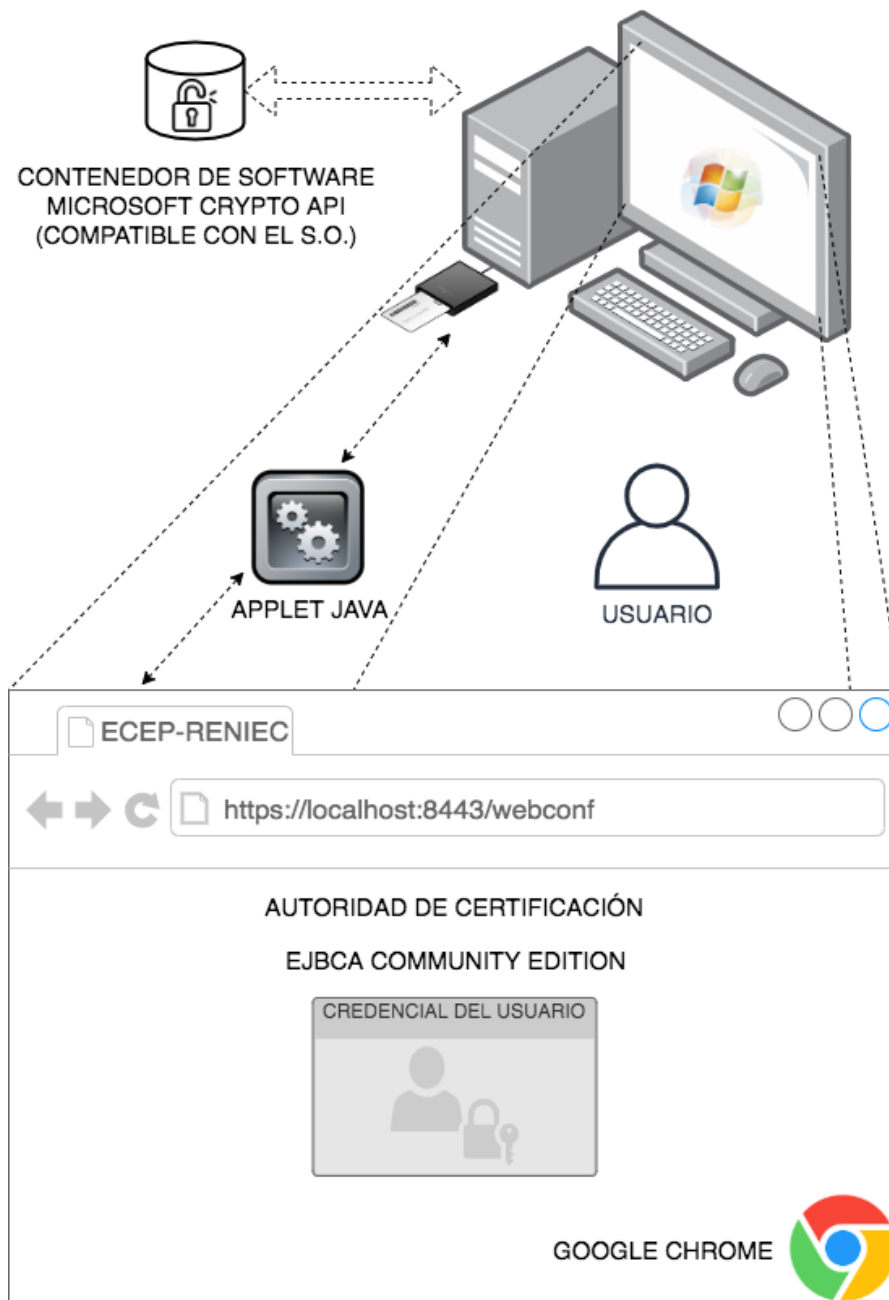 CONTENEDOR DE SOFTWARE
MICROSOFT CRYPTO API
(COMPATIBLE CON EL S.O.)
APPLET JAVA
USUARIO
ECEP-RENIEC
https://localhost:8443/webconf
AUTORIDAD DE CERTIFICACIÓN
EJBCA COMMUNITY EDITION
CREDENCIAL DEL USUARIO
GOOGLE CHROME